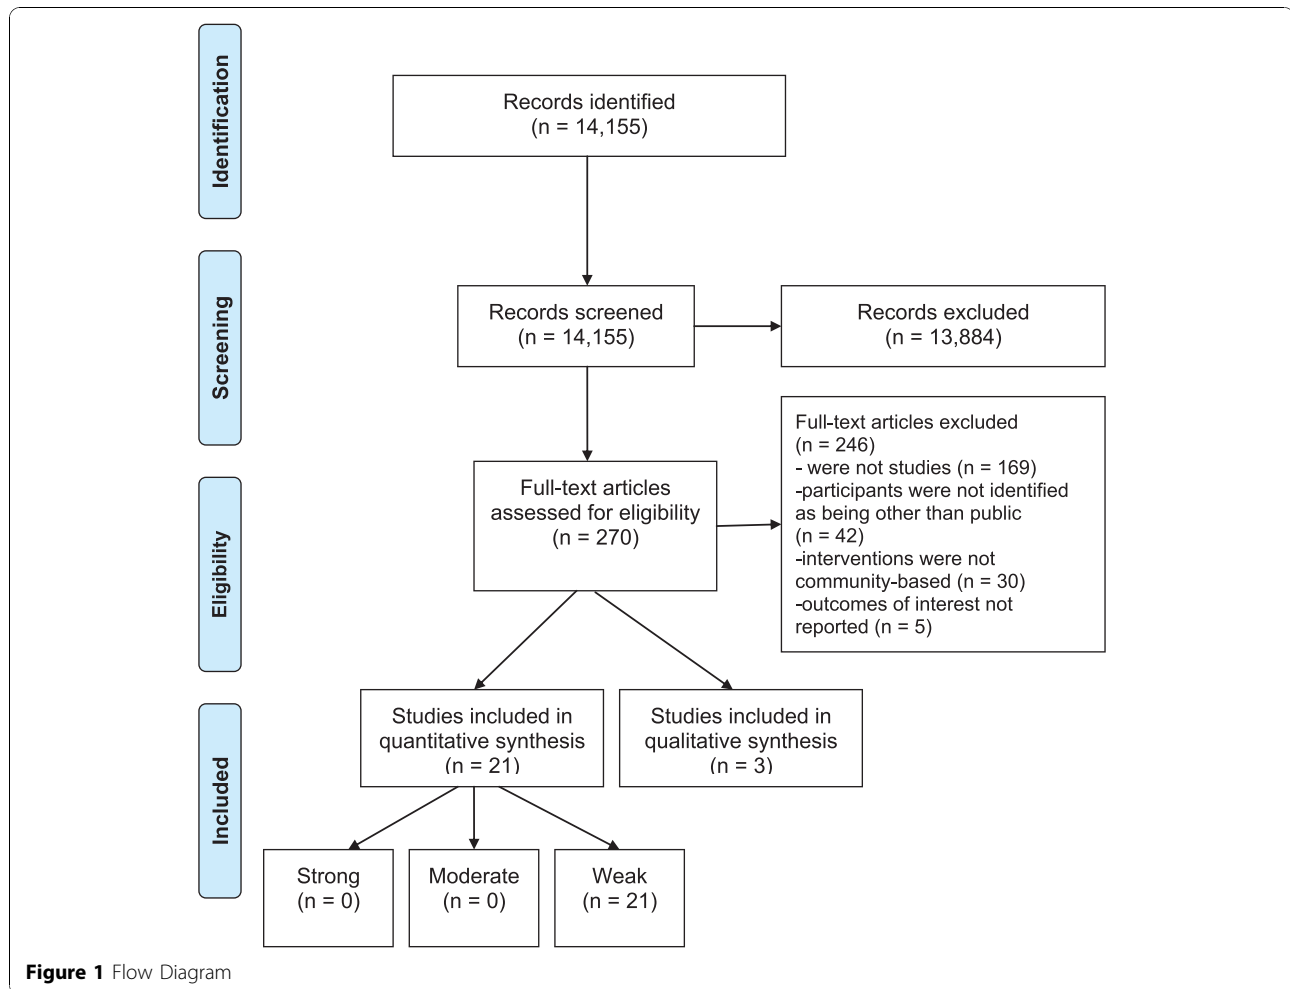 Identification
Records identified
(n = 14,155)
Screening
Records screened
(n = 14,155)
Records excluded
(n = 13,884)
Eligibility
Full-text articles
assessed for eligibility
(n = 270)
Full-text articles excluded
(n = 246)
- were not studies (n = 169)
-participants were not identified
as being other than public
(n = 42)
-interventions were not
community-based (n = 30)
-outcomes of interest not
reported (n = 5)
Included
Studies included in
quantitative synthesis
(n = 21)
Studies included in
qualitative synthesis
(n = 3)
Strong
(n = 0)
Moderate
(n = 0)
Weak
(n = 21)
Figure 1 Flow Diagram